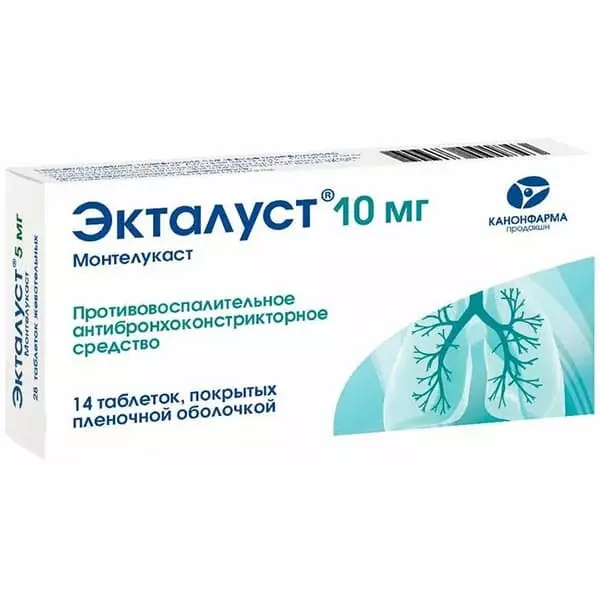 Экталуст® 10 мг
Монтелукаст
Противовоспалительное
антибронхоконстрикторное
средство
14 таблеток, покрытых
пленочной оболочкой
КАНОНФАРМА
продакшн
Экталуст® 5 мг
Монтелукаст
28 таблеток жевательных